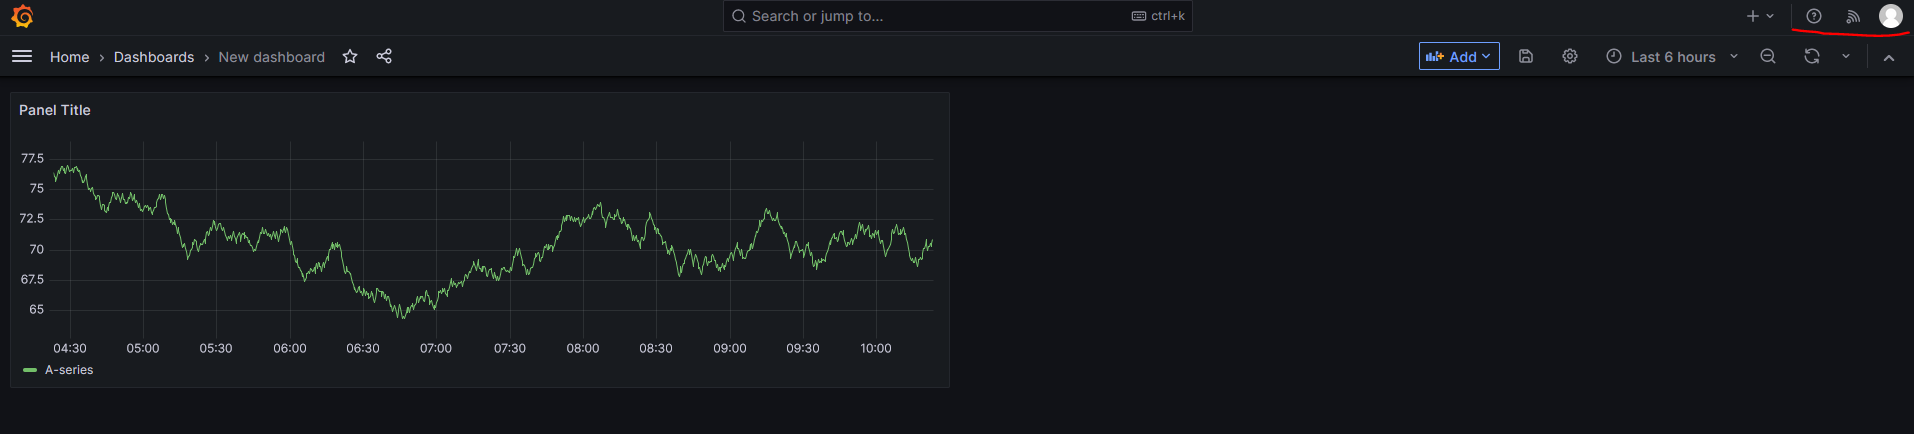 Search or jump to... ctrl+k
Home › Dashboards › New dashboard Add Last 6 hours
Panel Title
77.5
75
72.5
70
67.5
65
04:30 05:00 05:30 06:00 06:30 07:00 07:30 08:00 08:30 09:00 09:30 10:00
A-series